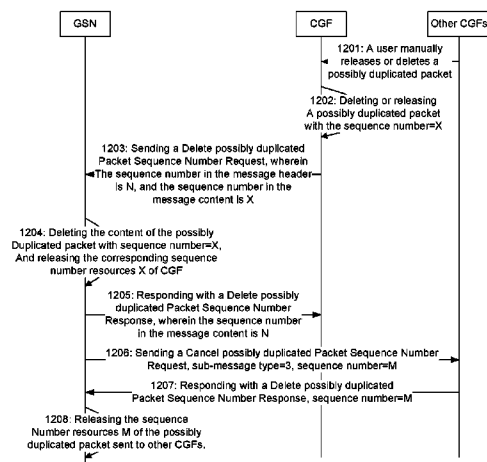 GSN
CGF
Other CGFs
1201: A user manually
releases or deletes a
possibly duplicated packet
1202: Deleting or releasing
A possibly duplicated packet
with the sequence number=X
1203: Sending a Delete possibly duplicated
Packet Sequence Number Request, wherein
The sequence number in the message header
is N, and the sequence number in the
message content is X
1204: Deleting the content of the possibly
Duplicated packet with sequence number=X,
And releasing the corresponding sequence
number resources X of CGF
1205: Responding with a Delete possibly
duplicated Packet Sequence Number
Response, wherein the sequence number
in the message content is N
1206: Sending a Cancel possibly duplicated Packet Sequence Number
Request, sub-message type=3, sequence number=M
1207: Responding with a Delete possibly duplicated
Packet Sequence Number Response, sequence number=M
1208: Releasing the sequence
Number resources M of the possibly
duplicated packet sent to other CGFs,